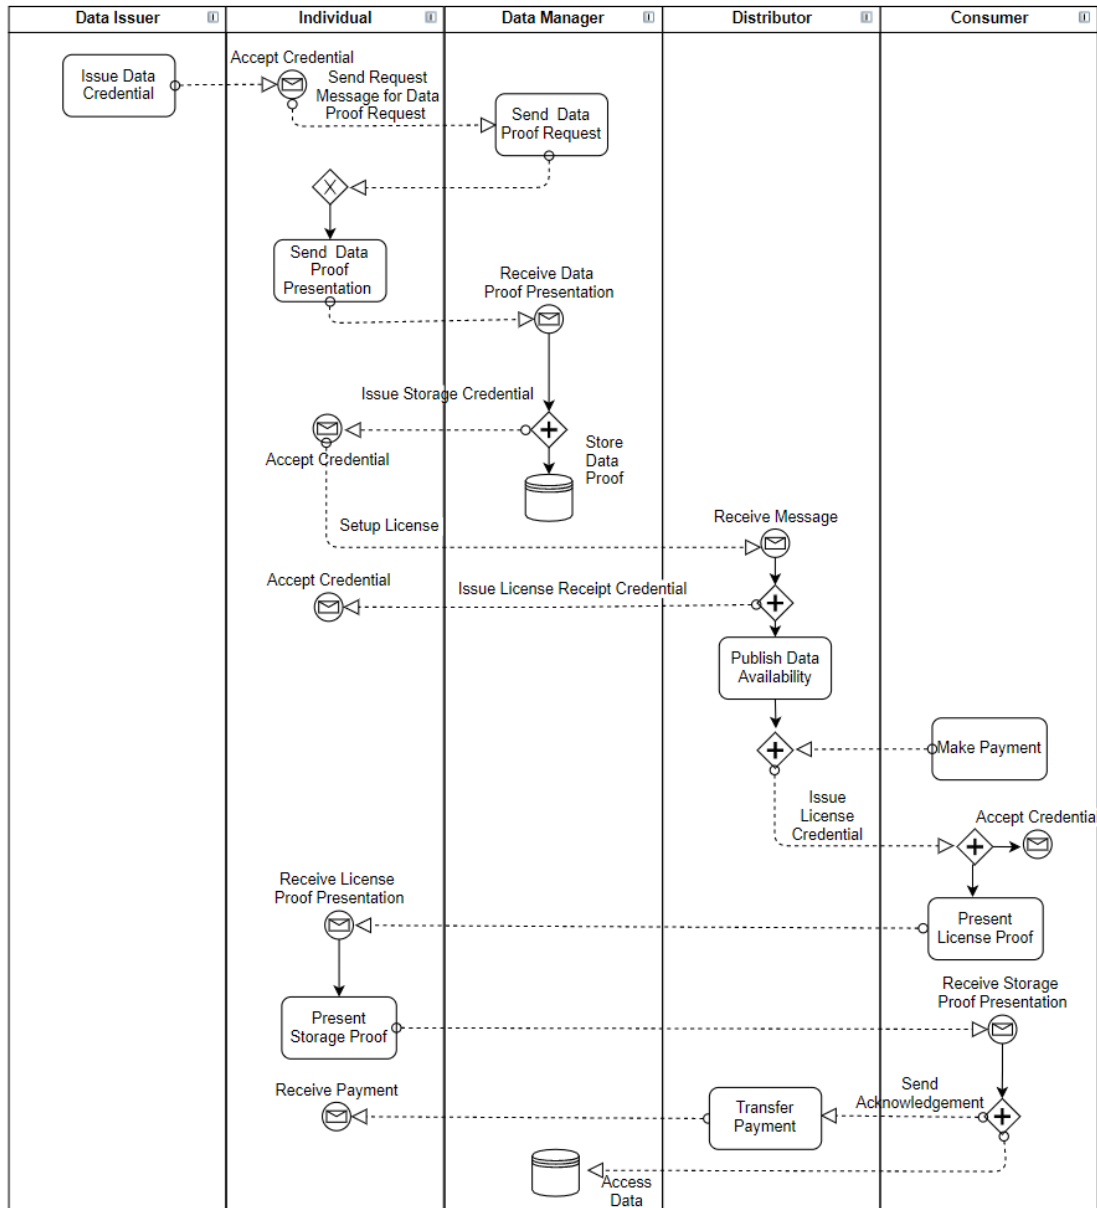 Data Issuer
Individual
Data Manager
Distributor
Consumer
Issue Data
Credential
Accept Credential
Send Request
Message for Data
Proof Request
Send  Data
Proof Request
Send  Data
Proof
Presentation
Receive Data
Proof Presentation
Issue Storage Credential
Accept Credential
Store
Data
Proof
Setup License
Receive Message
Accept Credential
Issue License Receipt Credential
Publish Data
Availability
Make Payment
Issue
License
Credential
Accept Credential
Receive License
Proof Presentation
Present
License Proof
Receive Storage
Proof Presentation
Present
Storage Proof
Receive Payment
Transfer
Payment
Send
Acknowledgement
Access
Data